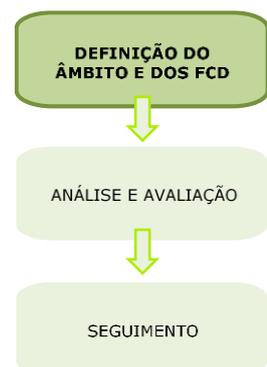 DEFINIÇÃO DO
ÂMBITO E DOS FCD
ANÁLISE E AVALIAÇÃO
SEGUIMENTO